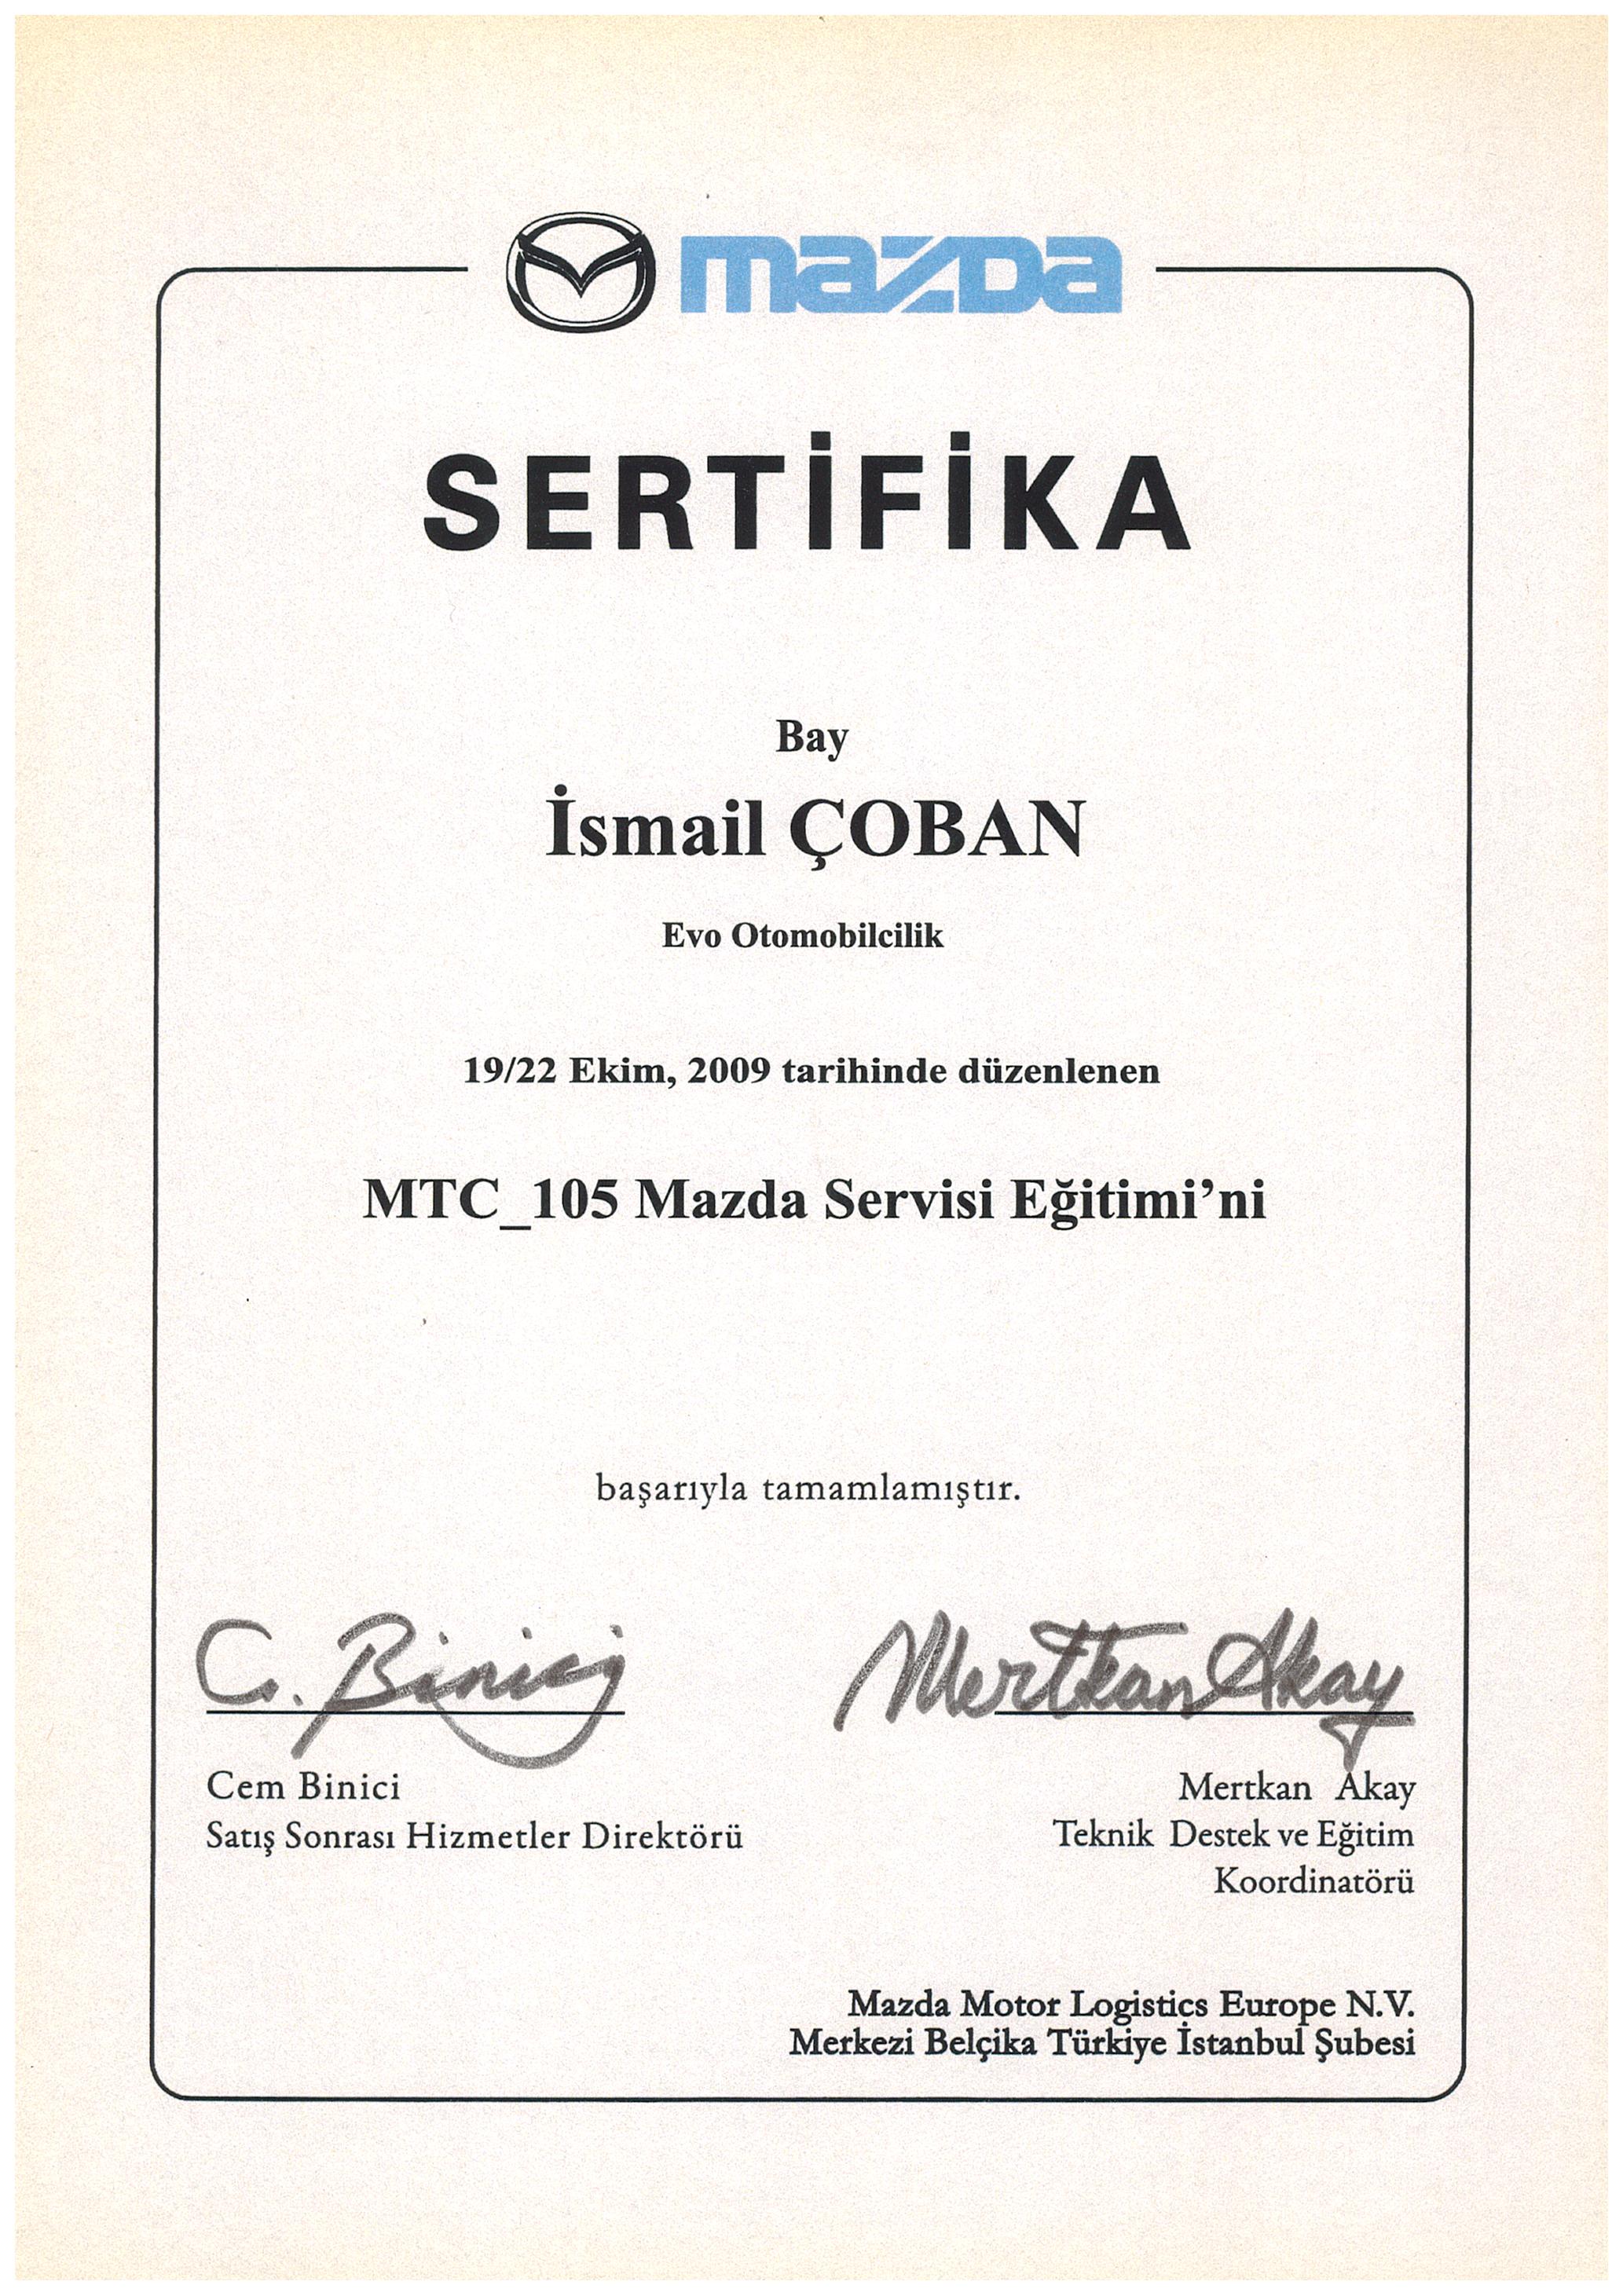 mazda
SERTİFİKA
Bay
İsmail ÇOBAN
Evo Otomobilcilik
19/22 Ekim, 2009 tarihinde düzenlenen
MTC_105 Mazda Servisi Eğitimi’ni
başarıyla tamamlamıştır.
C. Binici
Mertkan Akay
Cem Binici
Satış Sonrası Hizmetler Direktörü
Mertkan Akay
Teknik Destek ve Eğitim
Koordinatörü
Mazda Motor Logistics Europe N.V.
Merkezi Belçika Türkiye İstanbul Şubesi